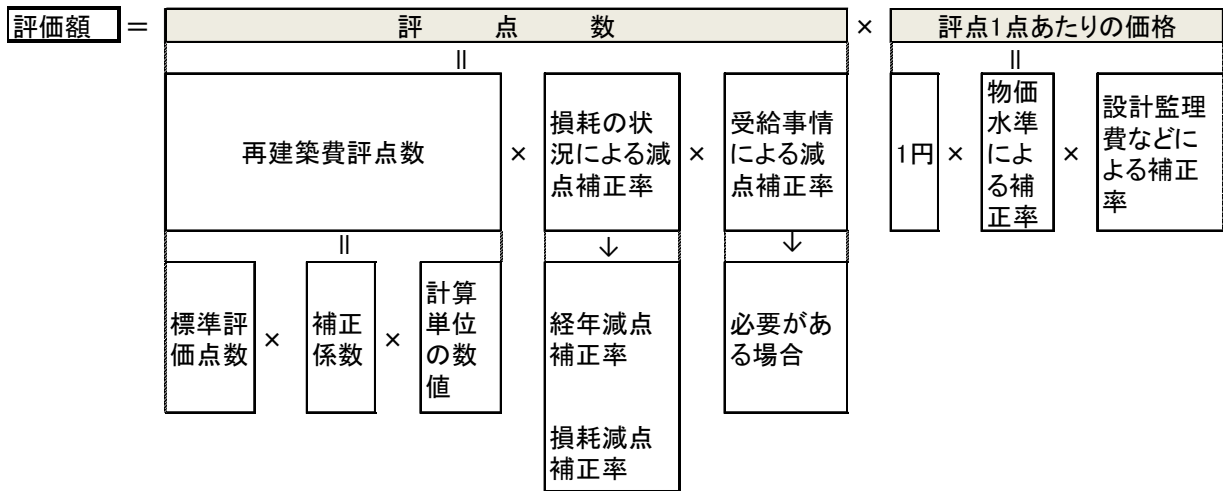 評価額 ＝ 評　点　数 × 評点1点あたりの価格
＝ ＝
再建築費評点数 × 損耗の状況による減点補正率 × 受給事情による減点補正率 1円 × 物価水準による補正率 × 設計監理費などによる補正率
＝ ↓ ↓
標準評価点数 × 補正係数 × 計算単位の数値 経年減点補正率 必要がある場合
損耗減点補正率